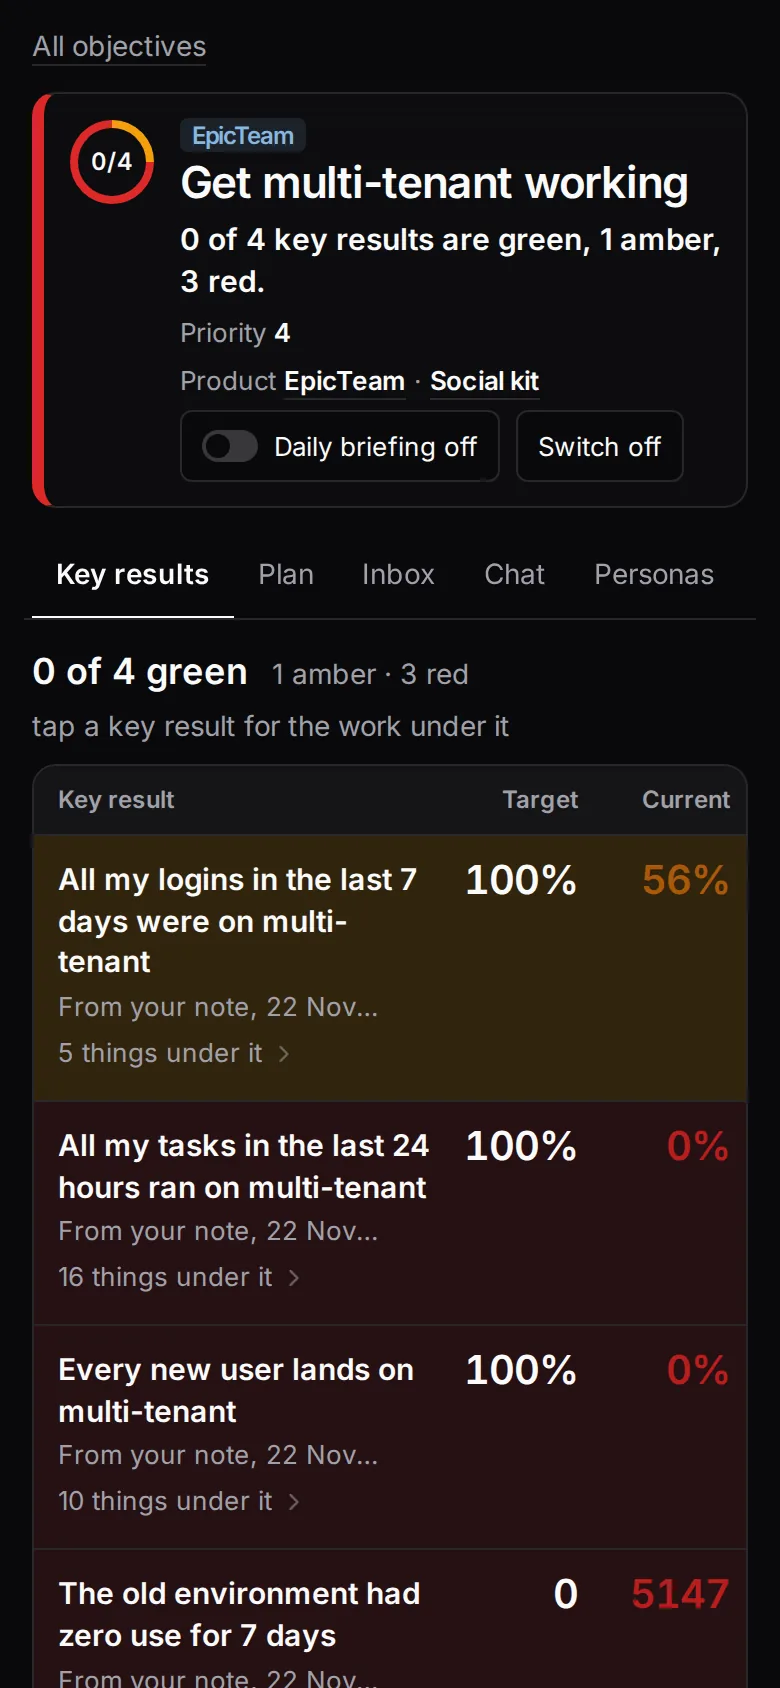 All objectives
0/4
EpicTeam
Get multi-tenant working
0 of 4 key results are green, 1 amber,
3 red.
Priority 4
Product EpicTeam · Social kit
Daily briefing off
Switch off
Key results
Plan
Inbox
Chat
Personas
0 of 4 green 1 amber · 3 red
tap a key result for the work under it
Key result Target Current
All my logins in the last 7 100% 56%
days were on multi-
tenant
From your note, 22 Nov...
5 things under it
All my tasks in the last 24 100% 0%
hours ran on multi-tenant
From your note, 22 Nov...
16 things under it
Every new user lands on 100% 0%
multi-tenant
From your note, 22 Nov...
10 things under it
The old environment had 0 5147
zero use for 7 days
From your note, 22 Nov...